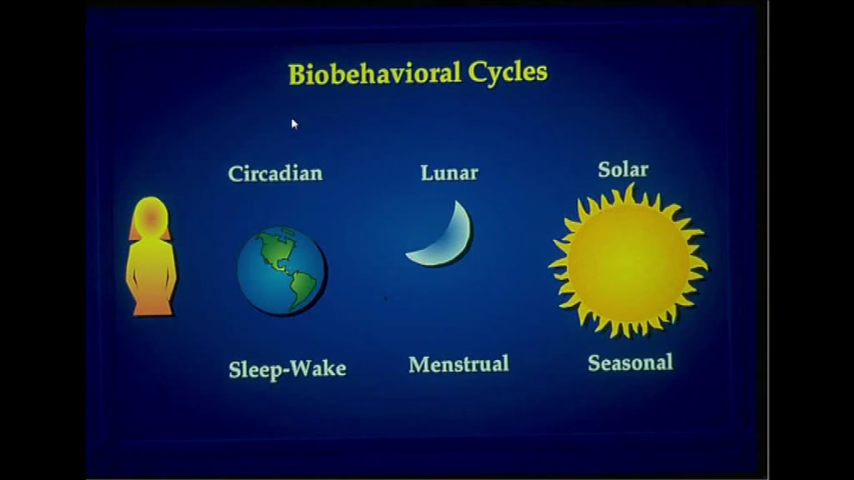 Biobehavioral Cycles
Circadian
Lunar
Solar
Sleep-Wake
Menstrual
Seasonal